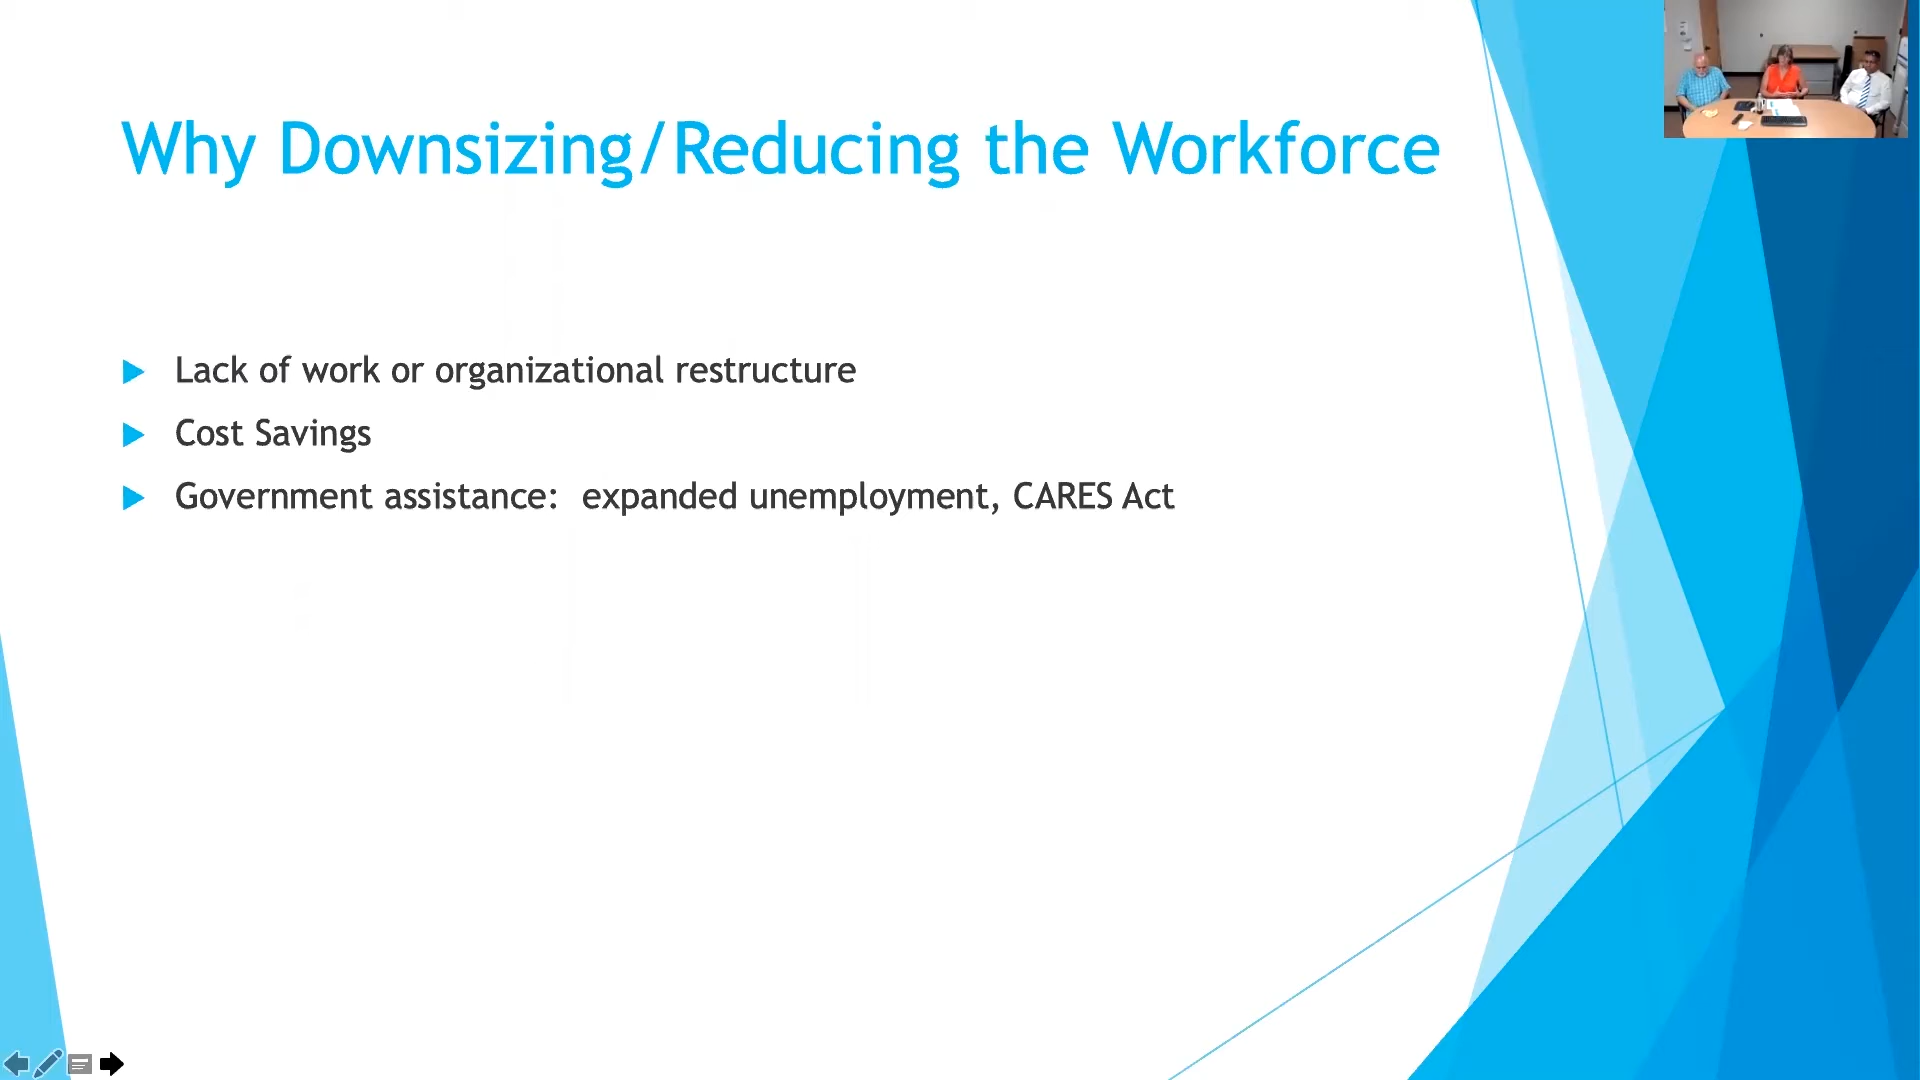 Why Downsizing/Reducing the Workforce
Lack of work or organizational restructure
Cost Savings
Government assistance: expanded unemployment, CARES Act